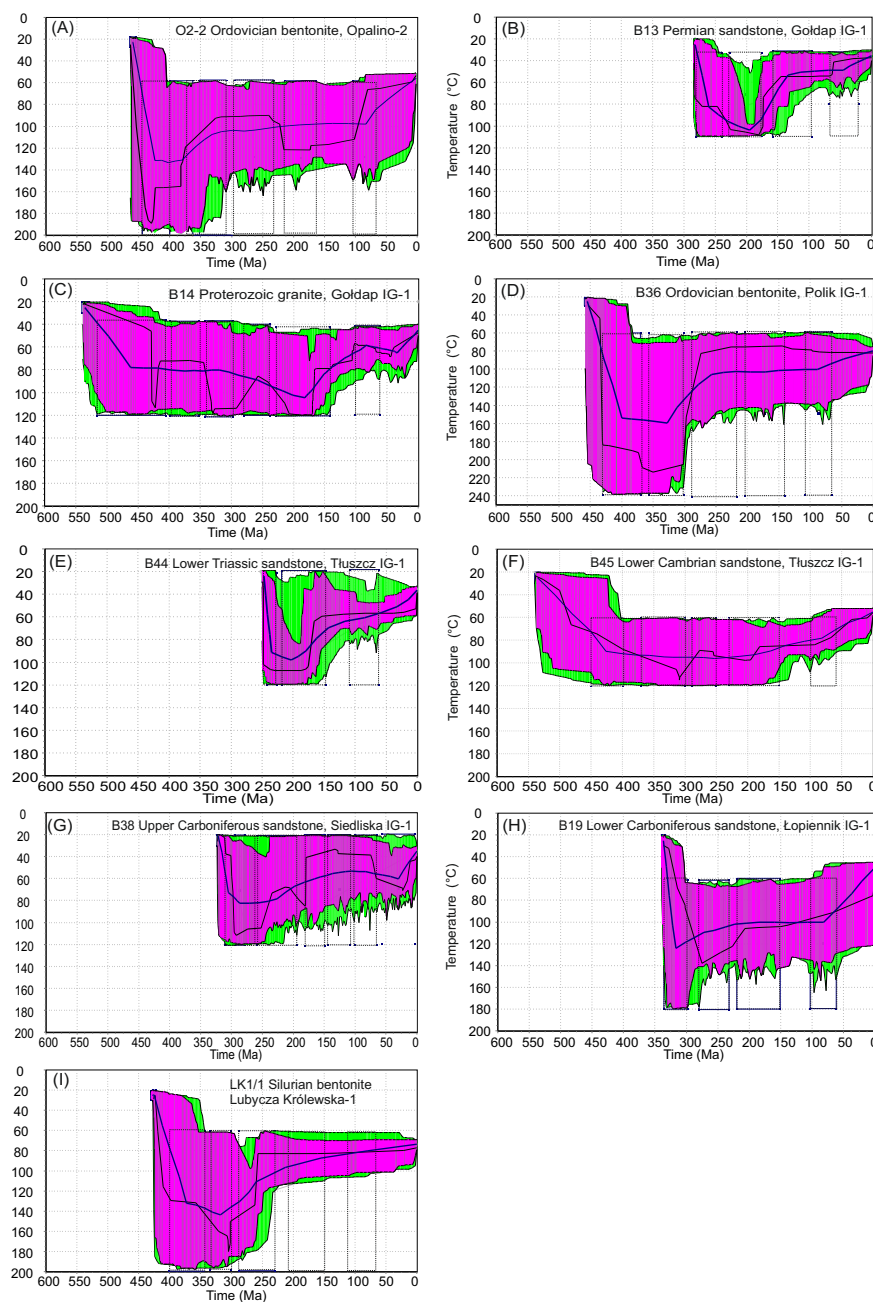 (A)
O2-2 Ordovician bentonite, Opalino-2
0
20
40
60
80
100
120
140
160
180
200
600 550 500 450 400 350 300 250 200 150 100 50 0
Time (Ma)
(B)
B13 Permian sandstone, Gołdap IG-1
Temperature (°C)
0
20
40
60
80
100
120
140
160
180
200
600 550 500 450 400 350 300 250 200 150 100 50 0
Time (Ma)
(C)
B14 Proterozoic granite, Gołdap IG-1
0
20
40
60
80
100
120
140
160
180
200
600 550 500 450 400 350 300 250 200 150 100 50 0
Time (Ma)
(D)
B36 Ordovician bentonite, Polik IG-1
Temperature (°C)
0
20
40
60
80
100
120
140
160
180
200
220
240
600 550 500 450 400 350 300 250 200 150 100 50 0
Time (Ma)
(E)
B44 Lower Triassic sandstone, Tłuszcz IG-1
0
20
40
60
80
100
120
140
160
180
200
600 550 500 450 400 350 300 250 200 150 100 50 0
Time (Ma)
(F)
B45 Lower Cambrian sandstone, Tłuszcz IG-1
Temperature (°C)
0
20
40
60
80
100
120
140
160
180
200
600 550 500 450 400 350 300 250 200 150 100 50 0
Time (Ma)
(G)
B38 Upper Carboniferous sandstone, Siedliska IG-1
0
20
40
60
80
100
120
140
160
180
200
600 550 500 450 400 350 300 250 200 150 100 50 0
Time (Ma)
(H)
B19 Lower Carboniferous sandstone, Łopiennik IG-1
Temperature (°C)
0
20
40
60
80
100
120
140
160
180
200
600 550 500 450 400 350 300 250 200 150 100 50 0
Time (Ma)
(I)
LK1/1 Silurian bentonite
Lubycza Królewska-1
0
20
40
60
80
100
120
140
160
180
200
600 550 500 450 400 350 300 250 200 150 100 50 0
Time (Ma)